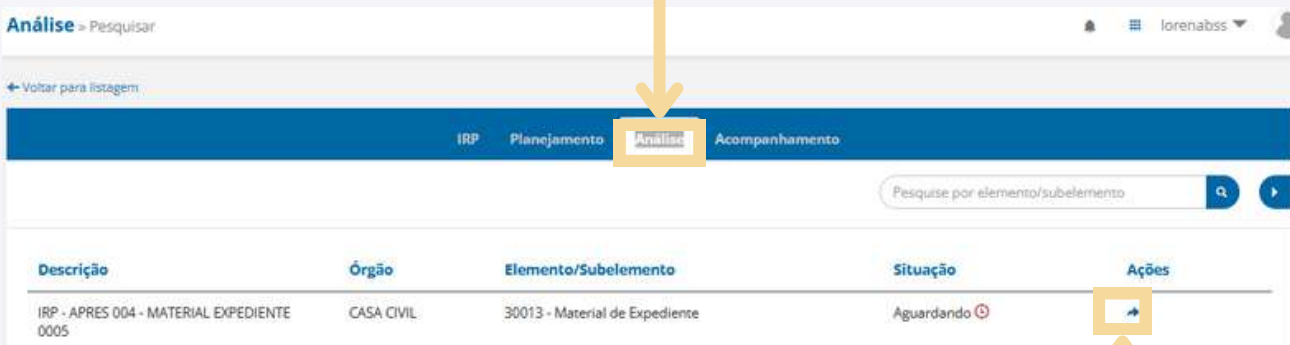 Análise » Pesquisar
lorenabss
Voltar para listagem
IRP Planejamento Análise Acompanhamento
Pesquise por elemento/subelemento
Descrição Órgão Elemento/Subelemento Situação Ações
IRP - APRES 004 - MATERIAL EXPEDIENTE CASA CIVIL 30013 - Material de Expediente Aguardando
0005